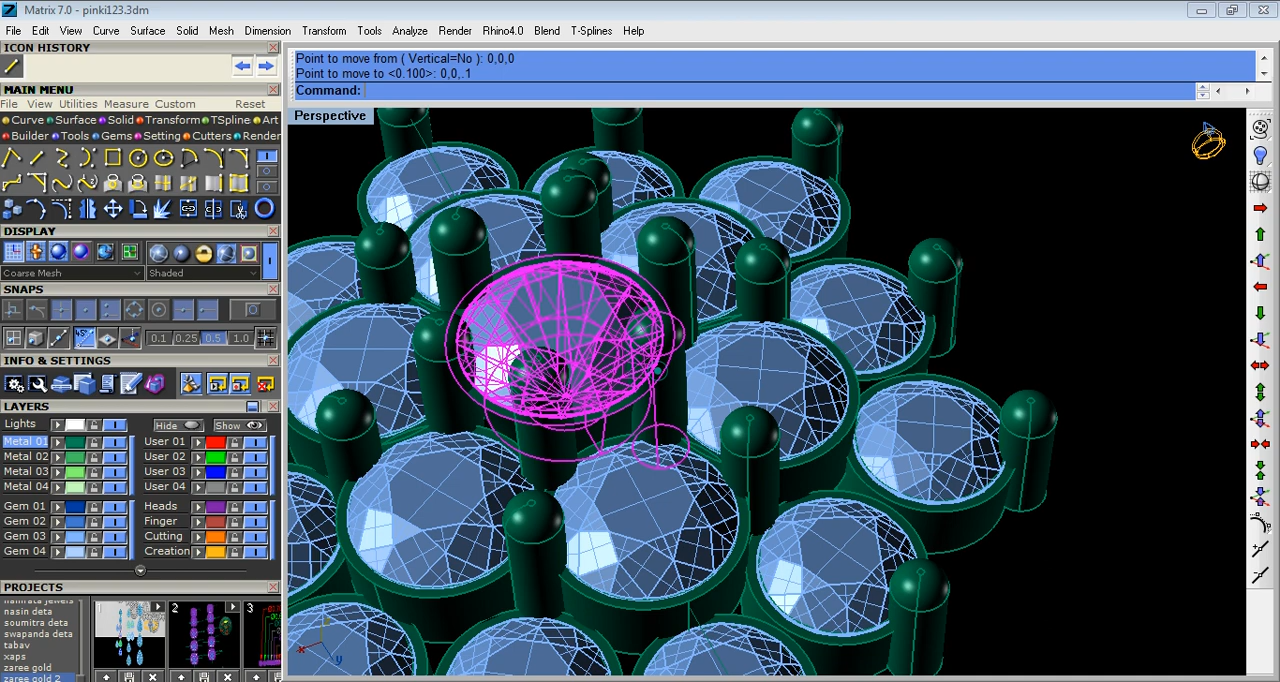 Matrix 7.0 - pinki123.3dm
File Edit View Curve Surface Solid Mesh Dimension Transform Tools Analyze Render Rhino4.0 Blend T-Splines Help
ICON HISTORY
Point to move from ( Vertical=No ): 0,0,0
Point to move to <0.100>: 0,0,.1
Command:
MAIN MENU
File View Utilities Measure Custom Reset
Curve Surface Solid Transform TSpline Art
Builder Tools Gems Setting Cutters Render
Perspective
DISPLAY
Coarse Mesh Shaded
SNAPS
45°
0.1 0.25 0.5 1.0
INFO & SETTINGS
LAYERS
Lights Hide Show
Metal 01 User 01
Metal 02 User 02
Metal 03 User 03
Metal 04 User 04
Gem 01 Heads
Gem 02 Finger
Gem 03 Cutting
Gem 04 Creation
PROJECTS
nasin deta
soumitra deta
swapanda deta
tabav
xaps
zaree gold
zaree gold 2
2
3
x
y